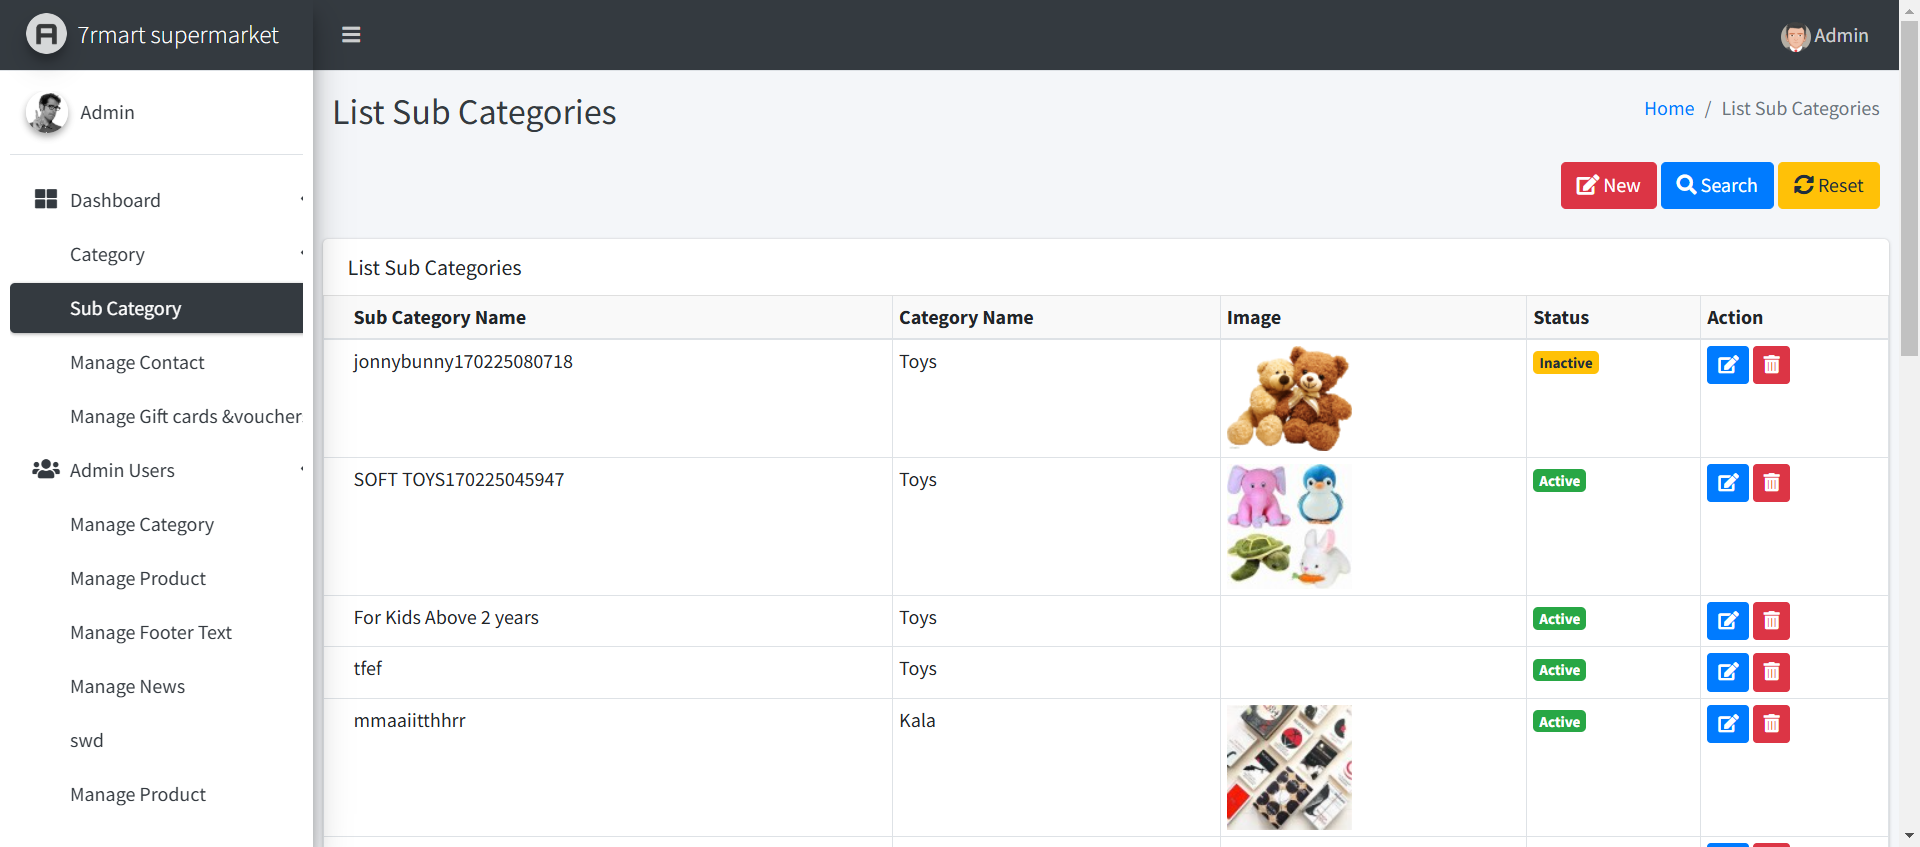 7rmart supermarket
Admin
Admin
List Sub Categories
Home / List Sub Categories
New
Search
Reset
Dashboard
Category
Sub Category
Manage Contact
Manage Gift cards &voucher
Admin Users
Manage Category
Manage Product
Manage Footer Text
Manage News
swd
Manage Product
List Sub Categories
Sub Category Name Category Name Image Status Action
jonnybunny170225080718 Toys Inactive
SOFT TOYS170225045947 Toys Active
For Kids Above 2 years Toys Active
tfef Toys Active
mmaaiitthhrr Kala Active